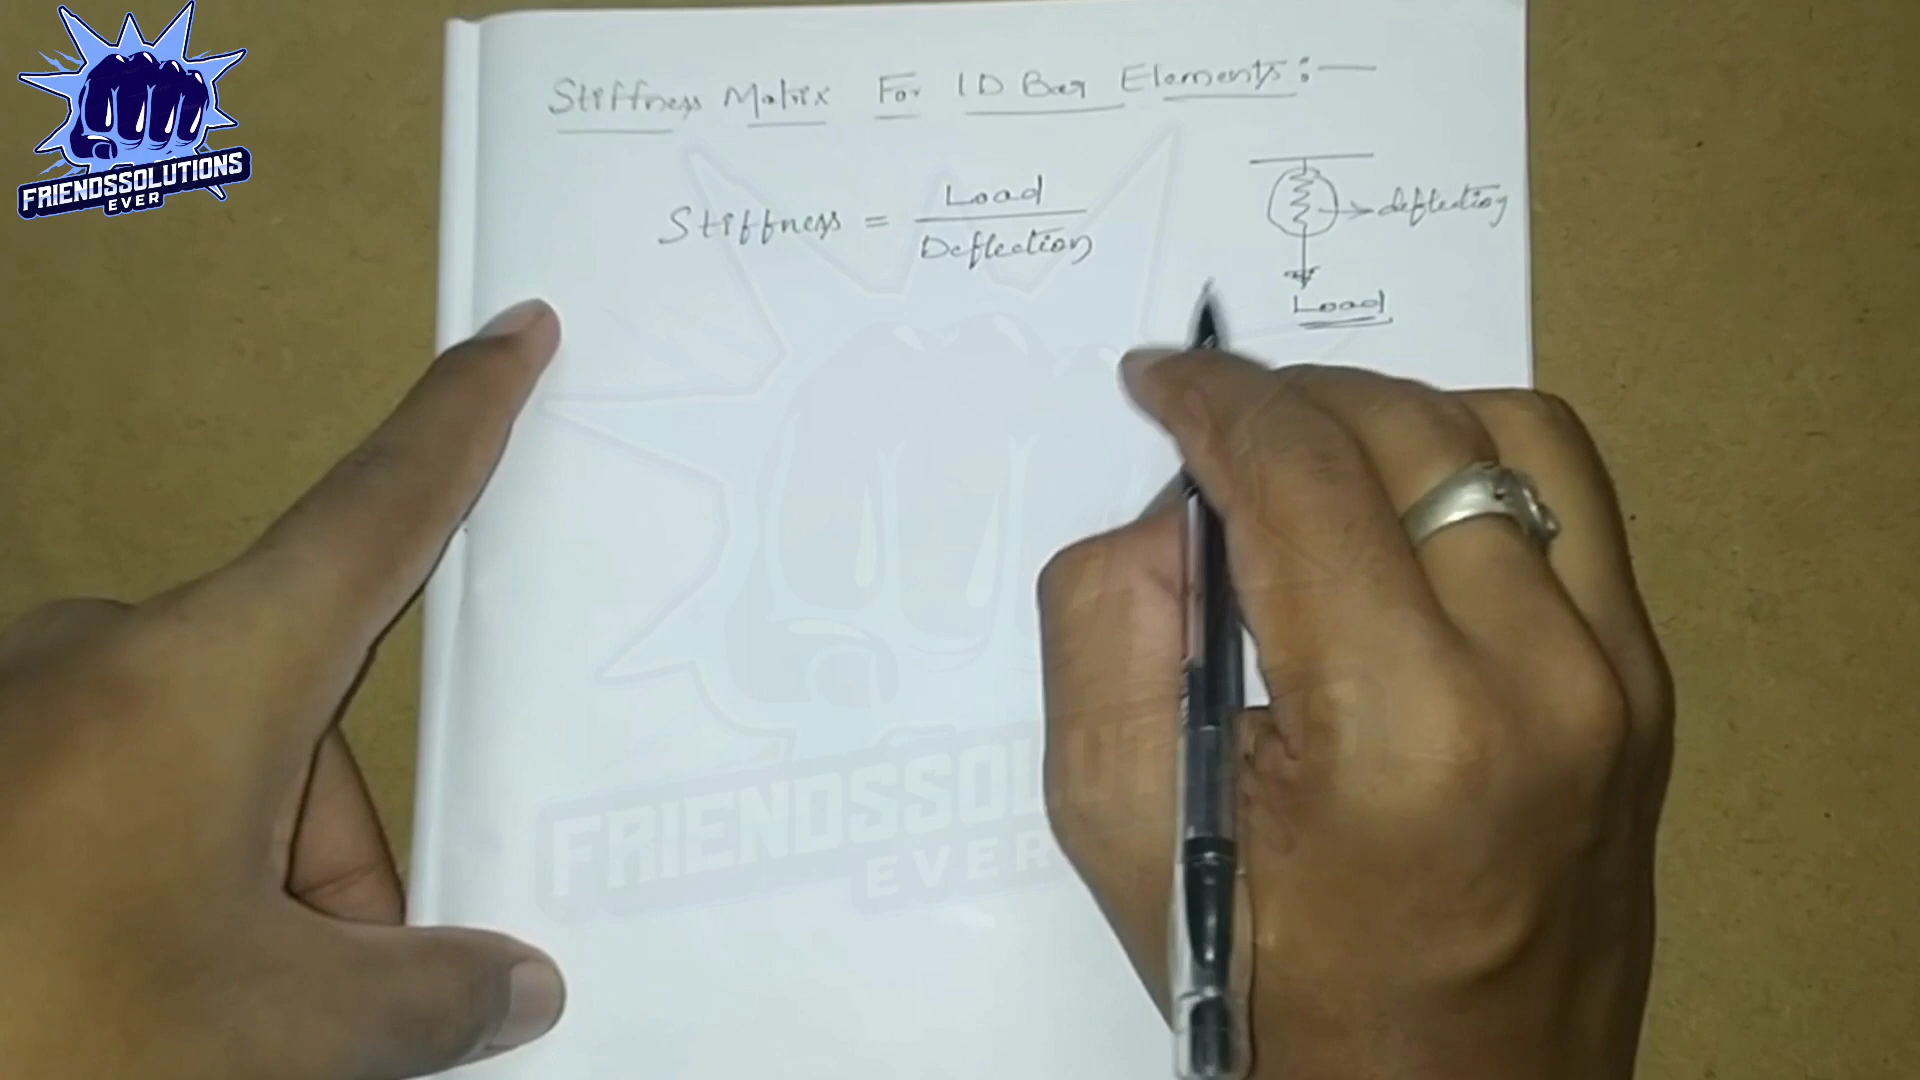 FRIENDSSOLUTIONS
EVER
Stiffness Matrix For 1D Bar Elements:—
Stiffness = Load
Deflection
deflection
Load
FRIENDSSOLUTIONS
EVER